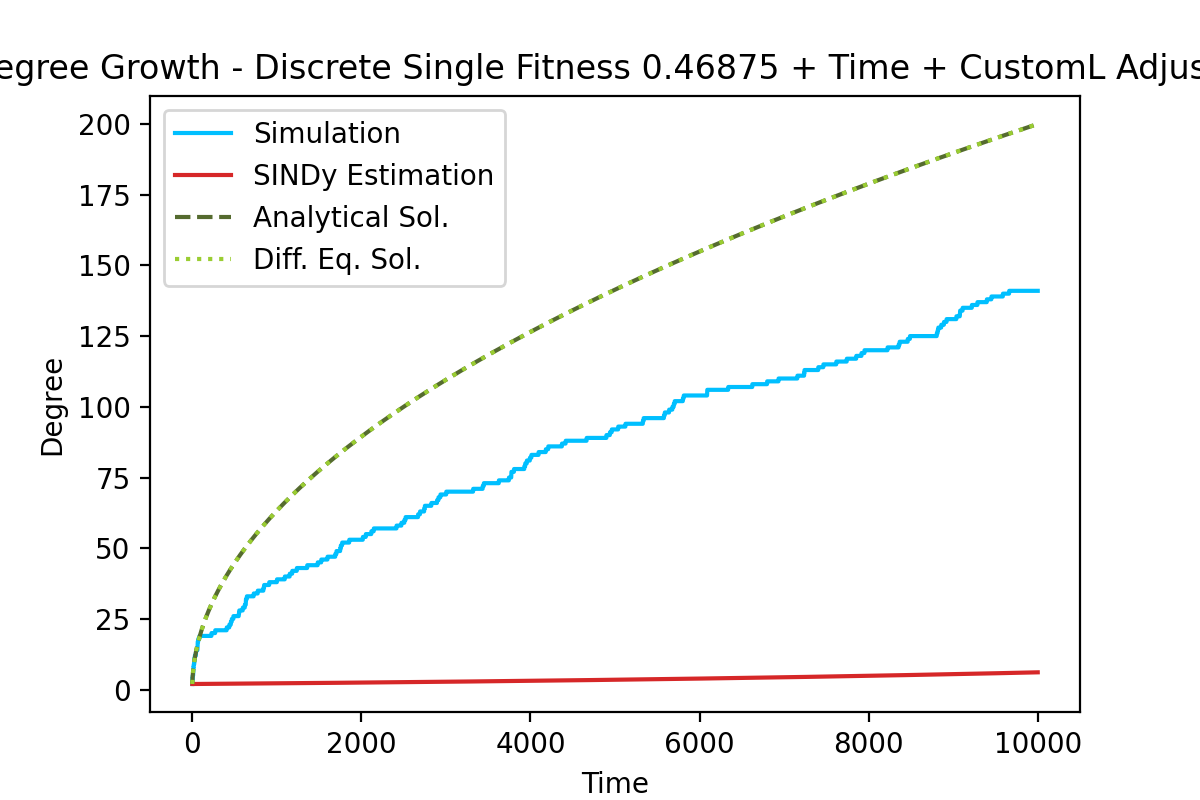 egree Growth - Discrete Single Fitness 0.46875 + Time + CustomL Adjus
Simulation
SINDy Estimation
Analytical Sol.
Diff. Eq. Sol.
200
175
150
125
100
75
50
25
0
Degree
0 2000 4000 6000 8000 10000
Time